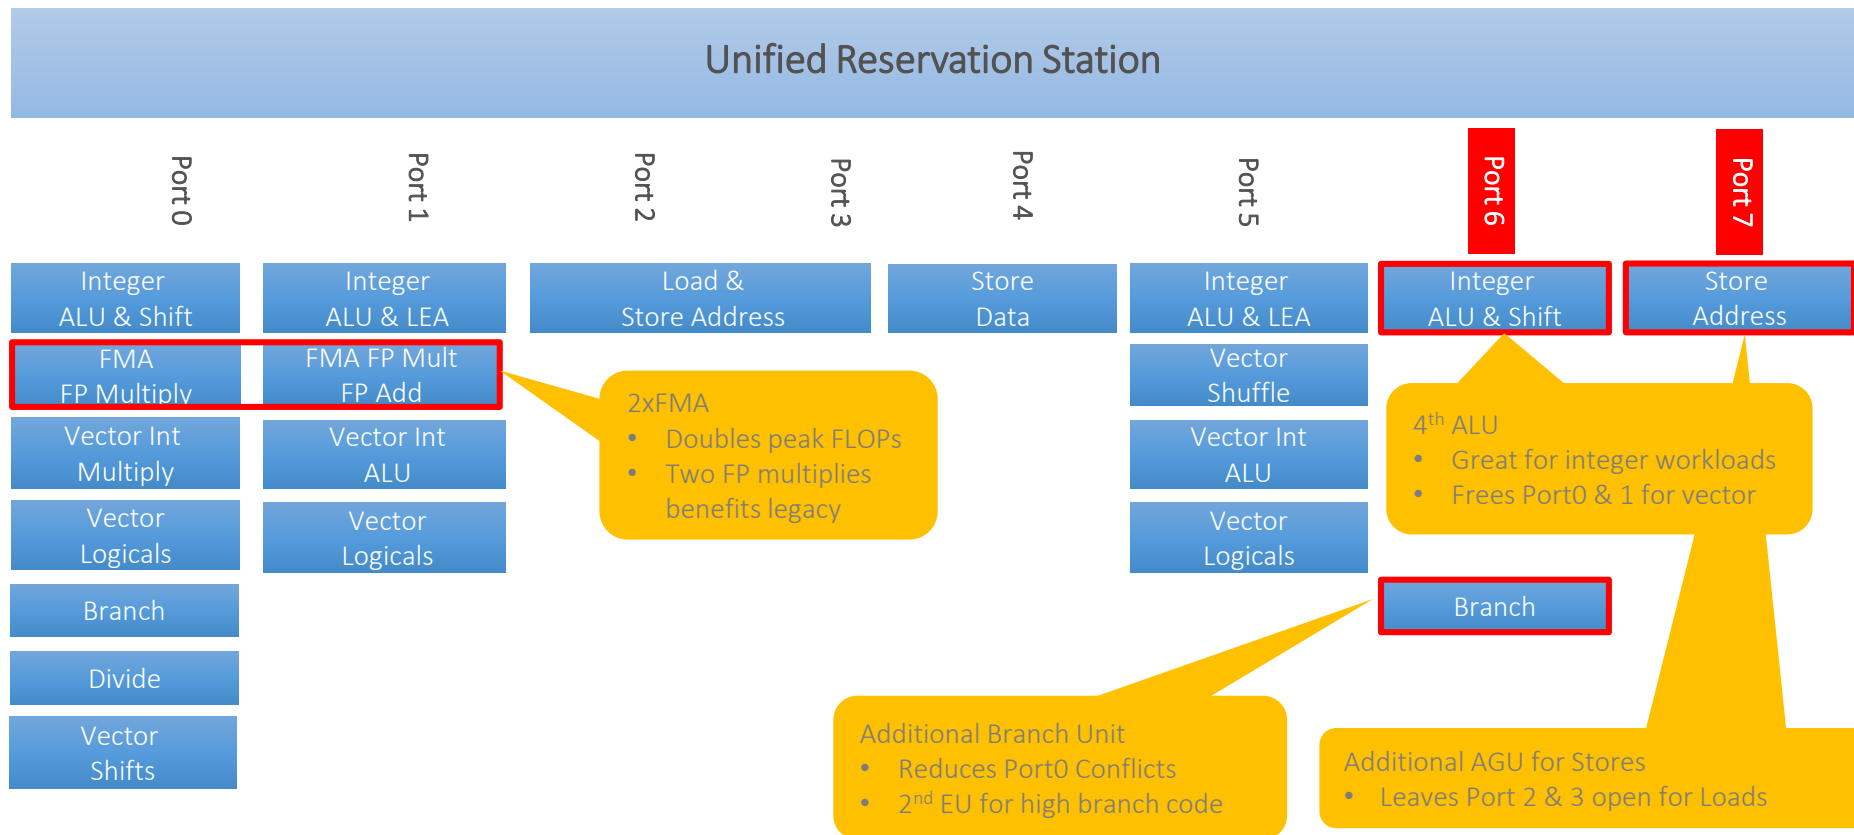 Unified Reservation Station
Port 0
Port 1
Port 2
Port 3
Port 4
Port 5
Port 6
Port 7
Integer
ALU & Shift
Integer
ALU & LEA
Load &
Store Address
Store
Data
Integer
ALU & LEA
Integer
ALU & Shift
Store
Address
FMA
FP Multiply
FMA FP Mult
FP Add
Vector
Shuffle
2xFMA
• Doubles peak FLOPs
• Two FP multiplies
benefits legacy
4th ALU
• Great for integer workloads
• Frees Port0 & 1 for vector
Vector Int
Multiply
Vector Int
ALU
Vector Int
ALU
Vector
Logicals
Vector
Logicals
Vector
Logicals
Branch
Branch
Divide
Vector
Shifts
Additional Branch Unit
• Reduces Port0 Conflicts
• 2nd EU for high branch code
Additional AGU for Stores
• Leaves Port 2 & 3 open for Loads